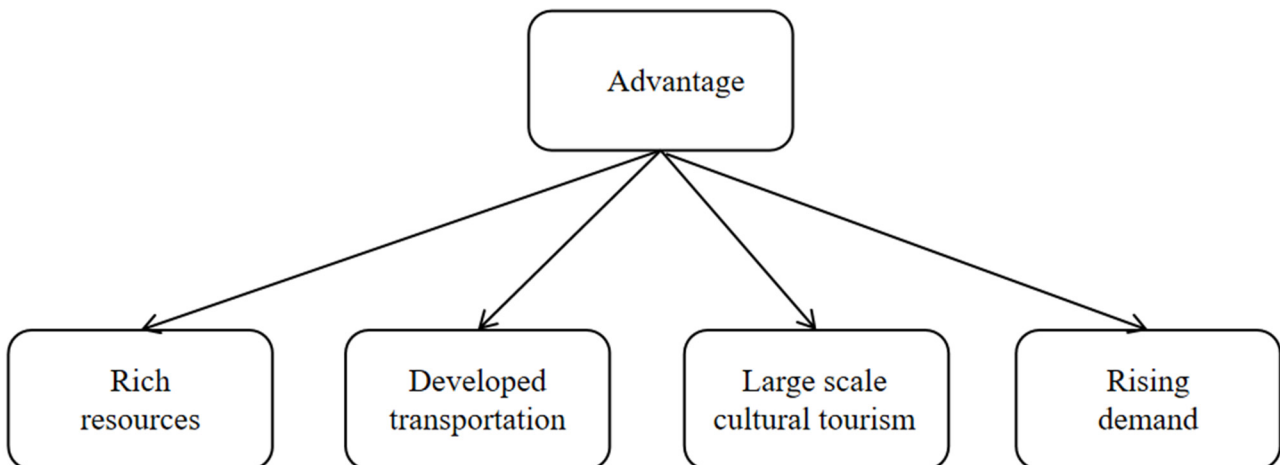 Advantage
Rich
resources
Developed
transportation
Large scale
cultural tourism
Rising
demand